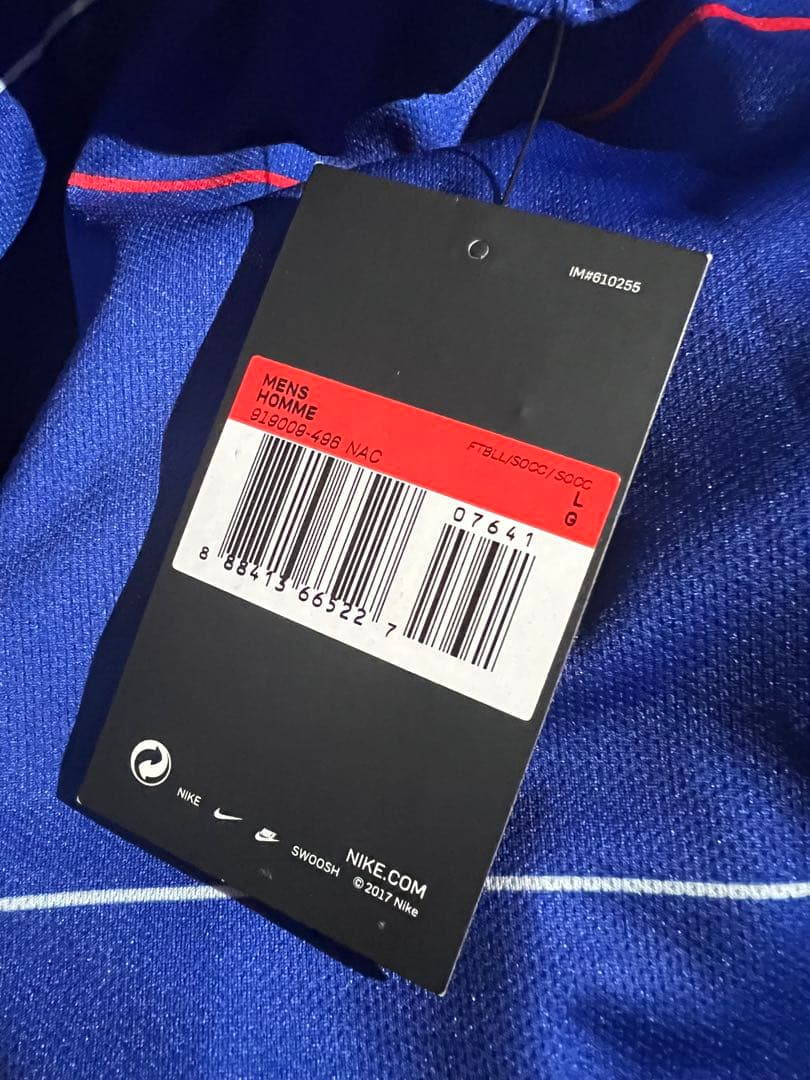 IM#610255
MENS
HOMME
919009-496 NAC
FTBLL/SOCC/SOCC
L
G
07641
8 88413 66522 7
NIKE
SWOOSH
NIKE.COM
©2017 Nike